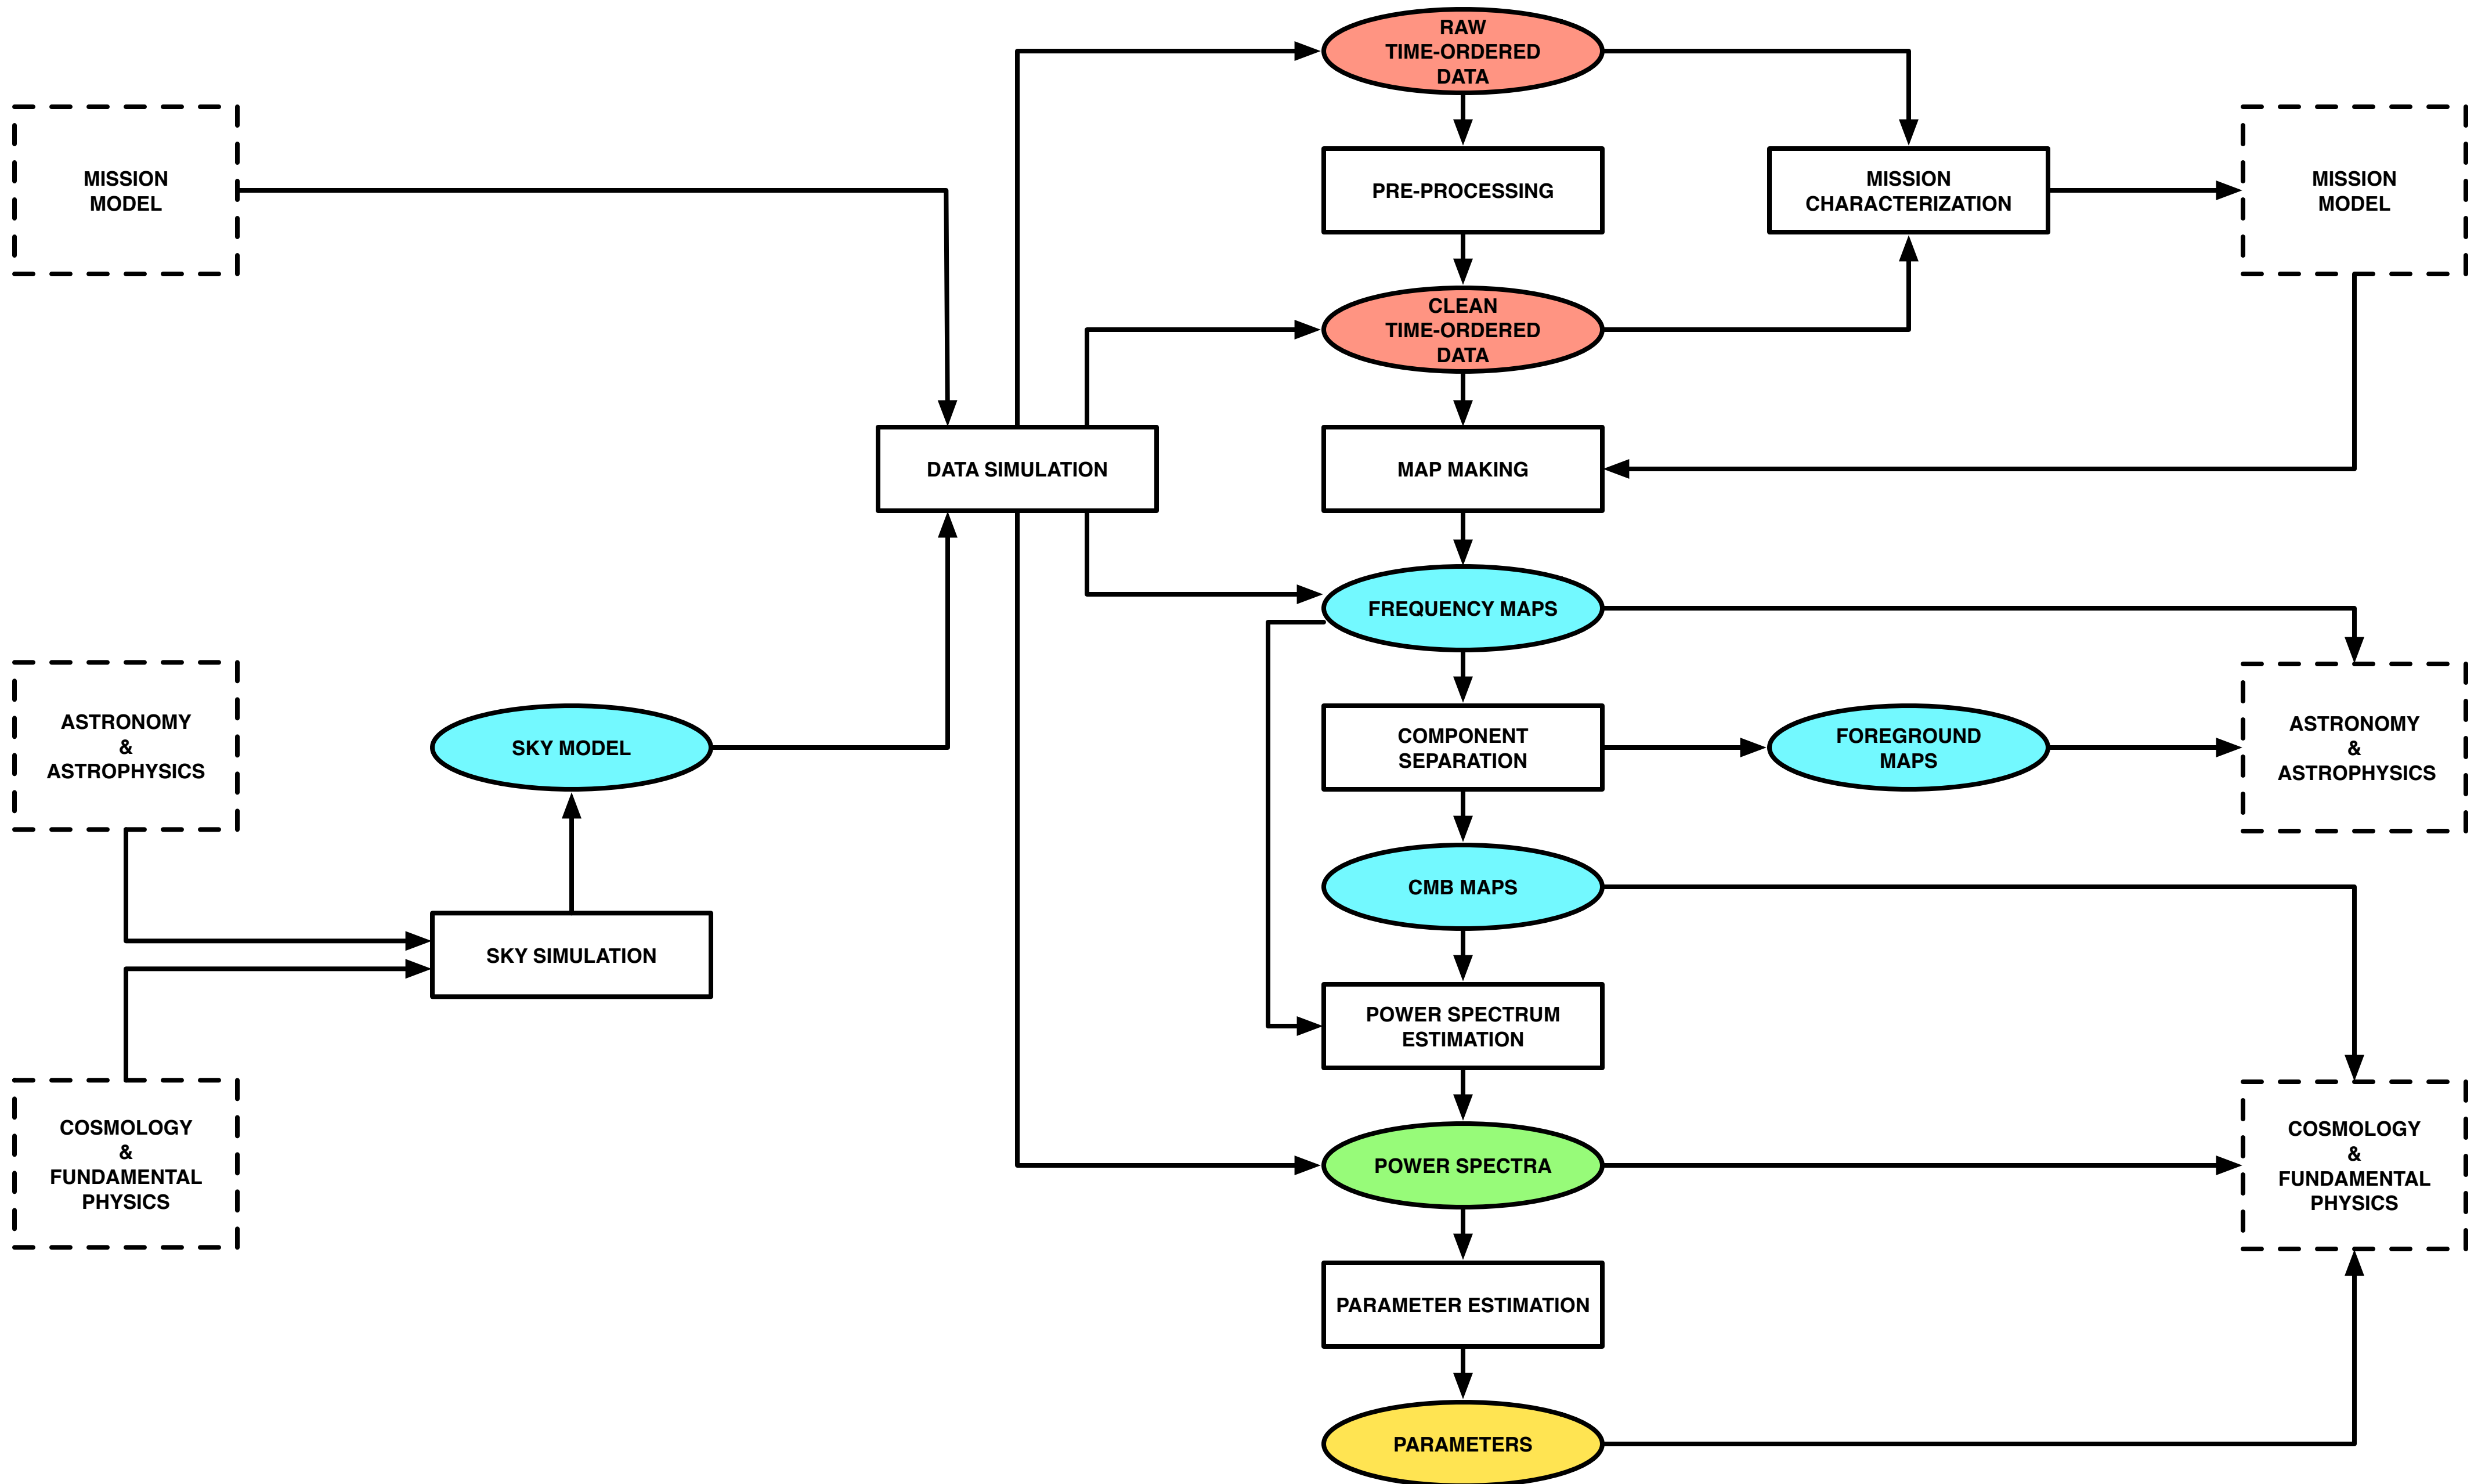 RAW
TIME-ORDERED
DATA
MISSION
MODEL
PRE-PROCESSING
MISSION
CHARACTERIZATION
MISSION
MODEL
CLEAN
TIME-ORDERED
DATA
DATA SIMULATION
MAP MAKING
FREQUENCY MAPS
ASTRONOMY
&
ASTROPHYSICS
SKY MODEL
COMPONENT
SEPARATION
FOREGROUND
MAPS
ASTRONOMY
&
ASTROPHYSICS
CMB MAPS
SKY SIMULATION
POWER SPECTRUM
ESTIMATION
COSMOLOGY
&
FUNDAMENTAL
PHYSICS
POWER SPECTRA
COSMOLOGY
&
FUNDAMENTAL
PHYSICS
PARAMETER ESTIMATION
PARAMETERS